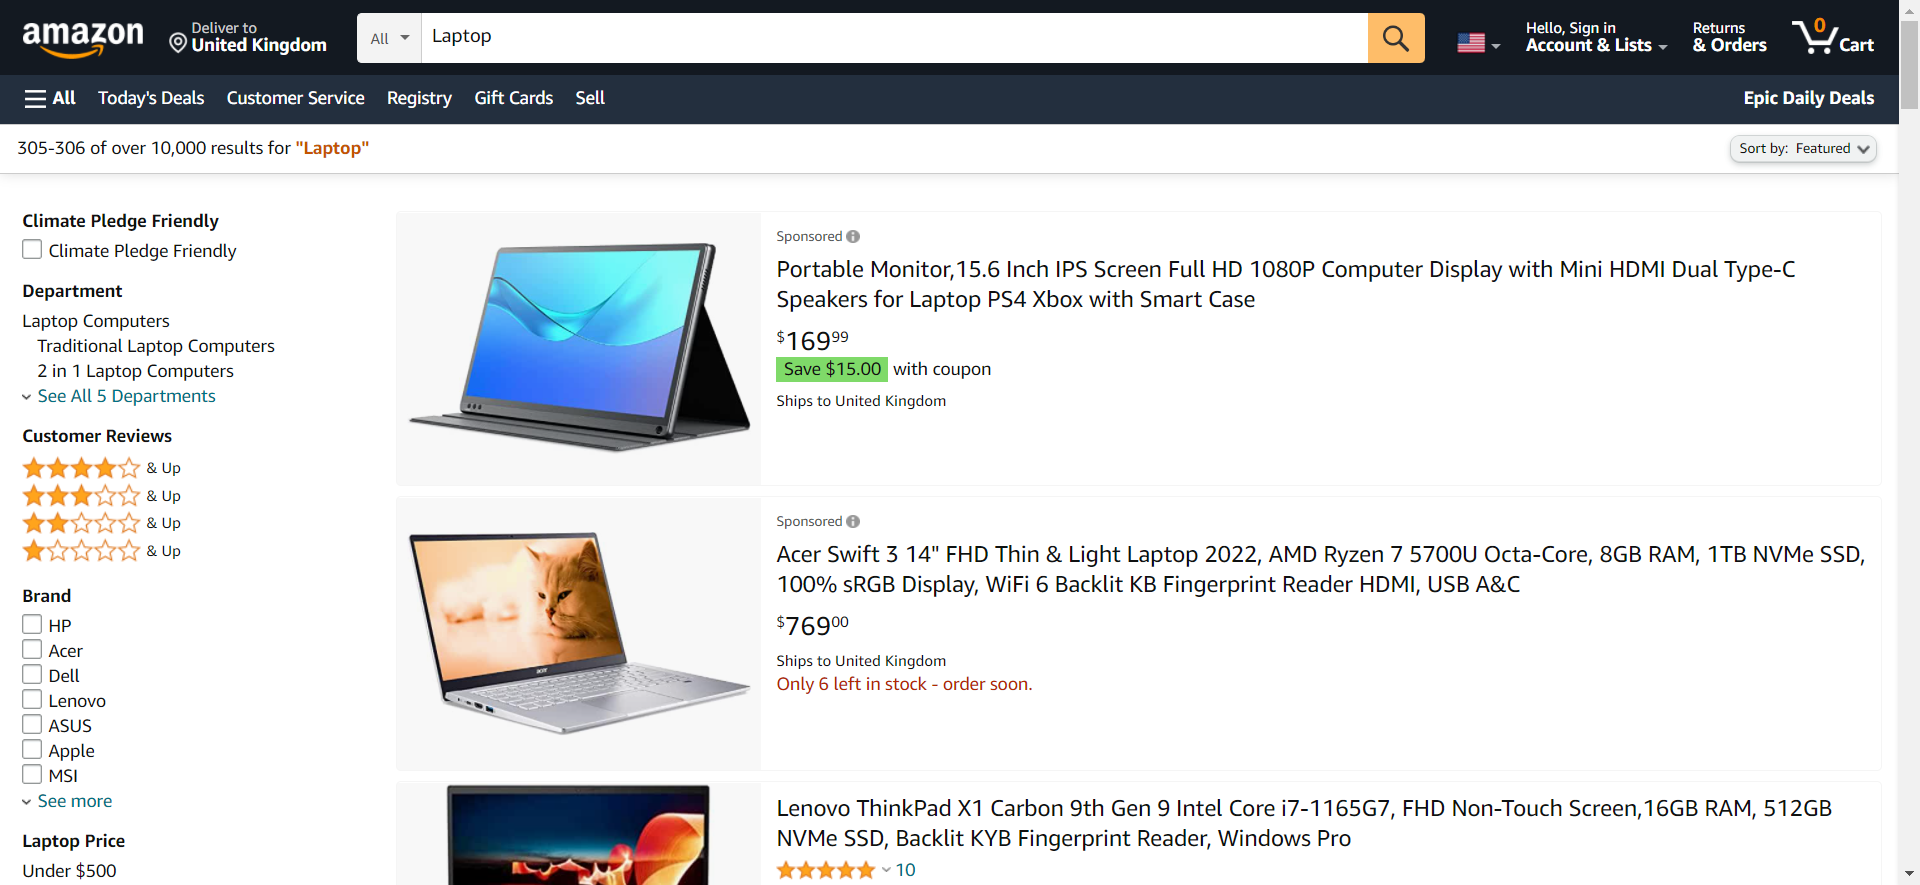 amazon
Deliver to
United Kingdom
All
Laptop
Hello, Sign in
Account & Lists
Returns
& Orders
0
Cart
All
Today's Deals
Customer Service
Registry
Gift Cards
Sell
Epic Daily Deals
305-306 of over 10,000 results for "Laptop"
Sort by: Featured
Climate Pledge Friendly
Climate Pledge Friendly
Department
Laptop Computers
Traditional Laptop Computers
2 in 1 Laptop Computers
See All 5 Departments
Customer Reviews
& Up
& Up
& Up
& Up
Brand
HP
Acer
Dell
Lenovo
ASUS
Apple
MSI
See more
Laptop Price
Under $500
Sponsored
Portable Monitor,15.6 Inch IPS Screen Full HD 1080P Computer Display with Mini HDMI Dual Type-C
Speakers for Laptop PS4 Xbox with Smart Case
$16999
Save $15.00 with coupon
Ships to United Kingdom
Sponsored
Acer Swift 3 14" FHD Thin & Light Laptop 2022, AMD Ryzen 7 5700U Octa-Core, 8GB RAM, 1TB NVMe SSD,
100% sRGB Display, WiFi 6 Backlit KB Fingerprint Reader HDMI, USB A&C
$76900
Ships to United Kingdom
Only 6 left in stock - order soon.
acer
Lenovo ThinkPad X1 Carbon 9th Gen 9 Intel Core i7-1165G7, FHD Non-Touch Screen,16GB RAM, 512GB
NVMe SSD, Backlit KYB Fingerprint Reader, Windows Pro
10